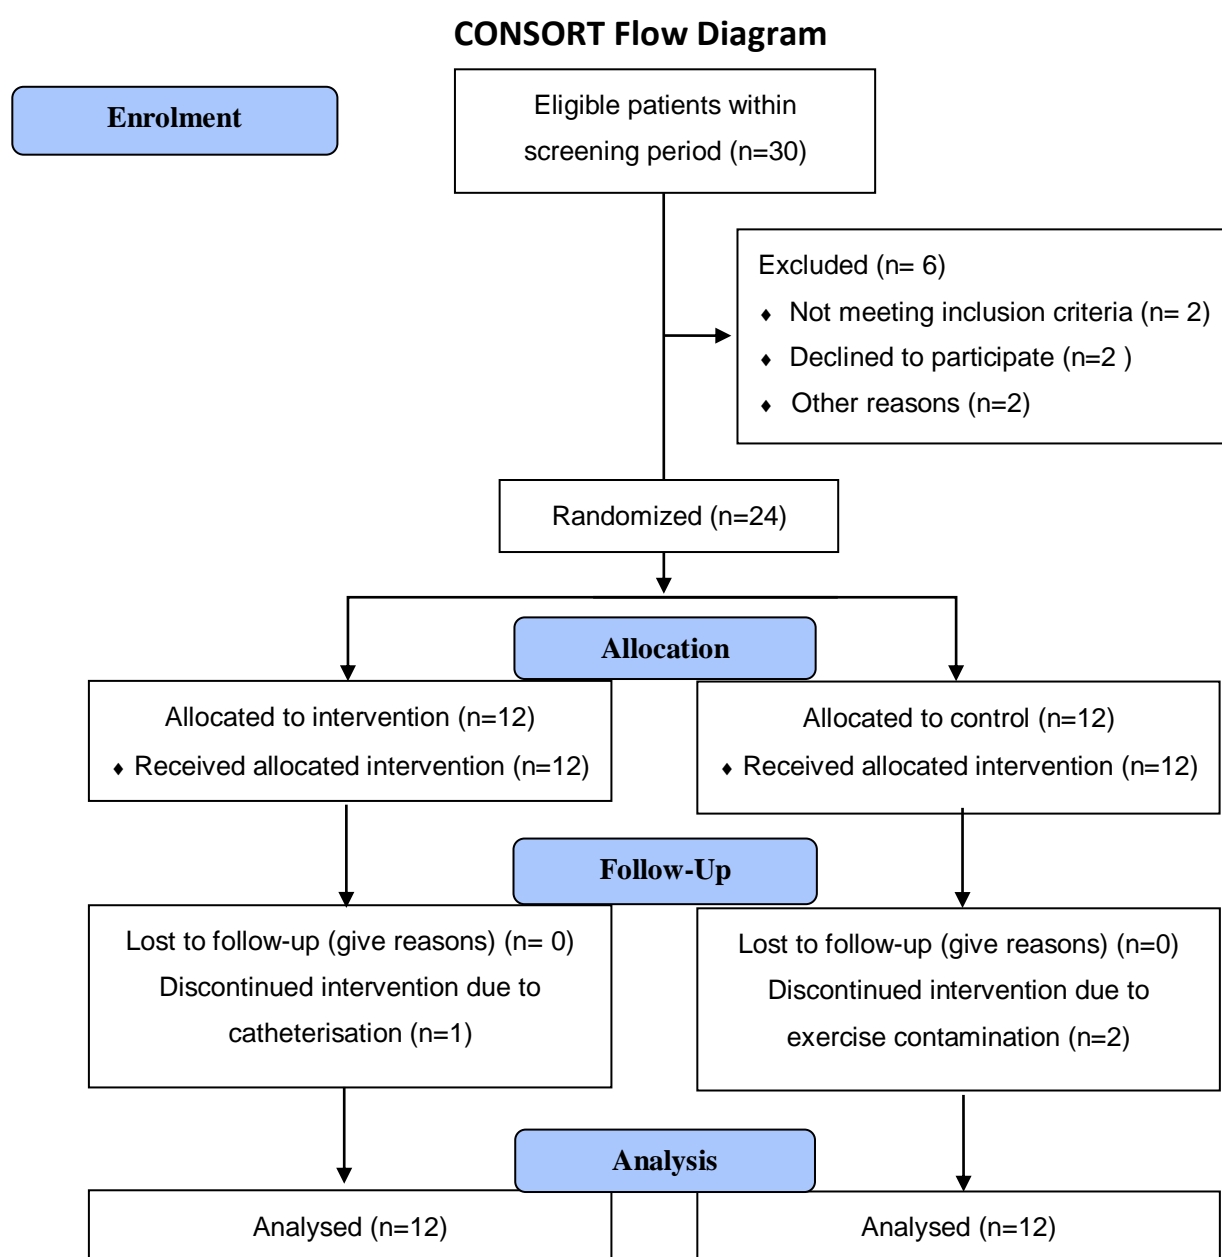 CONSORT Flow Diagram
Enrolment
Eligible patients within
screening period (n=30)
Excluded (n= 6)
♦ Not meeting inclusion criteria (n= 2)
♦ Declined to participate (n=2 )
♦ Other reasons (n=2)
Randomized (n=24)
Allocation
Allocated to intervention (n=12)
♦ Received allocated intervention (n=12)
Allocated to control (n=12)
♦ Received allocated intervention (n=12)
Follow-Up
Lost to follow-up (give reasons) (n= 0)
Discontinued intervention due to
catheterisation (n=1)
Lost to follow-up (give reasons) (n=0)
Discontinued intervention due to
exercise contamination (n=2)
Analysis
Analysed (n=12)
Analysed (n=12)